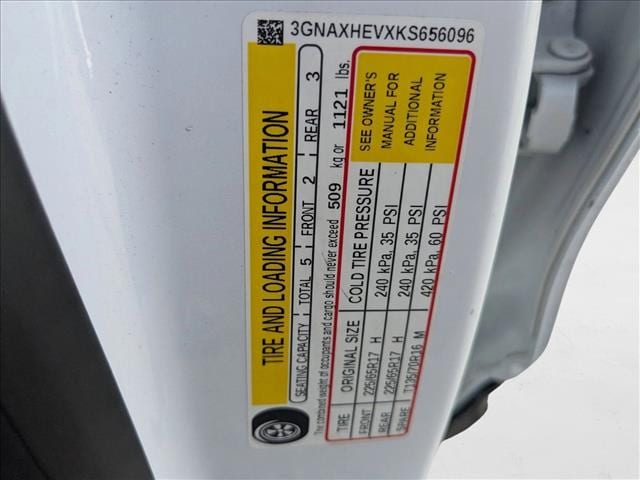 3GNAXHEVXKS656096
TIRE AND LOADING INFORMATION
SEATING CAPACITY TOTAL 5 FRONT 2 REAR 3
The combined weight of occupants and cargo should never exceed 509 kg or 1121 lbs.
TIRE ORIGINAL SIZE COLD TIRE PRESSURE SEE OWNER'S
FRONT 225/65R17 H 240 kPa, 35 PSI MANUAL FOR
REAR 225/65R17 H 240 kPa, 35 PSI ADDITIONAL
SPARE T135/70R16 M 420 kPa, 60 PSI INFORMATION